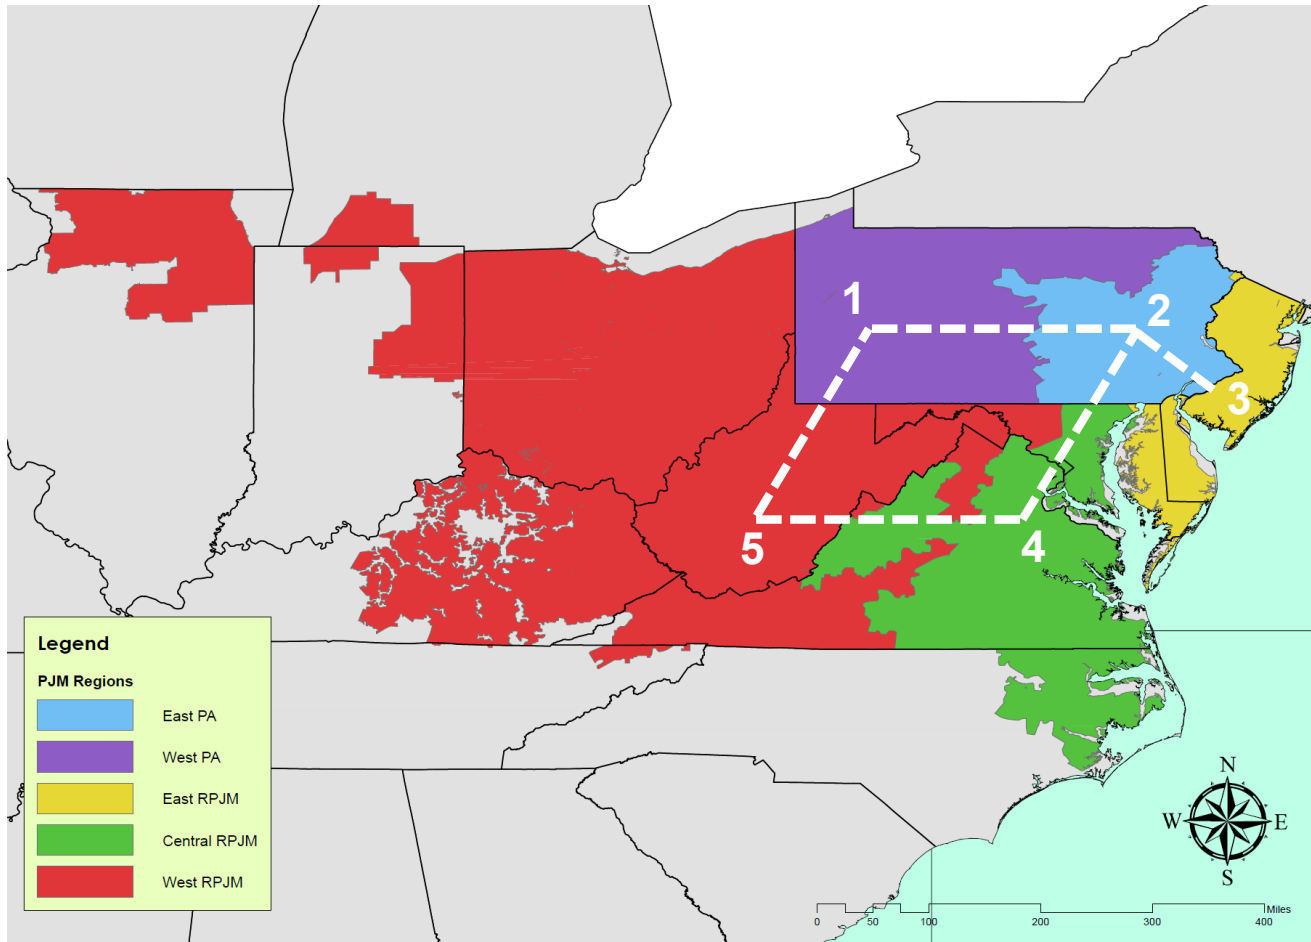 1
2
3
5
4
Legend
PJM Regions
East PA
West PA
East RPJM
Central RPJM
West RPJM
N
W E
S
0 50 100 200 300 400 Miles